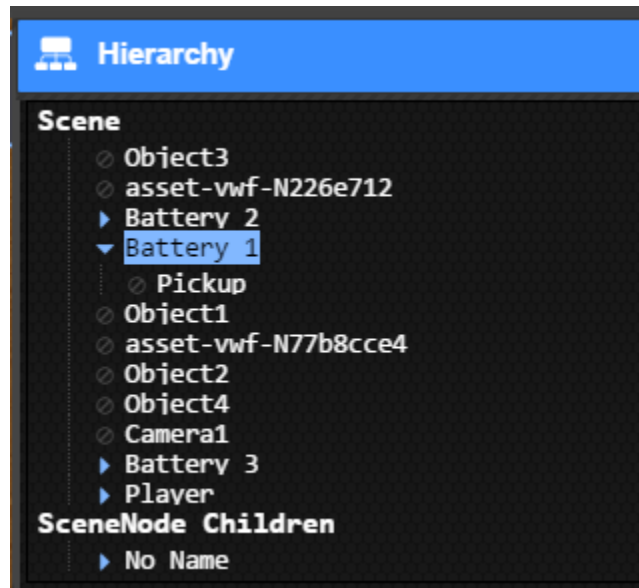 Hierarchy
Scene
Object3
asset-vwf-N226e712
Battery 2
Battery 1
Pickup
Object1
asset-vwf-N77b8cce4
Object2
Object4
Camera1
Battery 3
Player
SceneNode Children
No Name